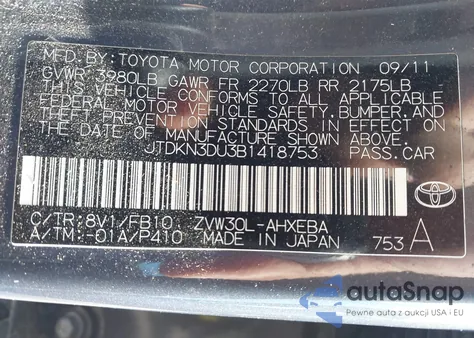 MFD.BY: TOYOTA MOTOR CORPORATION 09/11
GVWR 3980LB GAWR FR 2270LB RR 2175LB
THIS VEHICLE CONFORMS TO ALL APPLICABLE
FEDERAL MOTOR VEHICLE SAFETY, BUMPER, AND
THEFT PREVENTION STANDARDS IN EFFECT ON
THE DATE OF MANUFACTURE SHOWN ABOVE.
JTDKN3DU3B1418753 PASS.CAR
C/TR: 8V1/FB10 ZVW30L-AHXEBA
A/TM: -01A/P410 MADE IN JAPAN 753 A
TOYOTA
autoSnap
Pewne auta z USA i EU